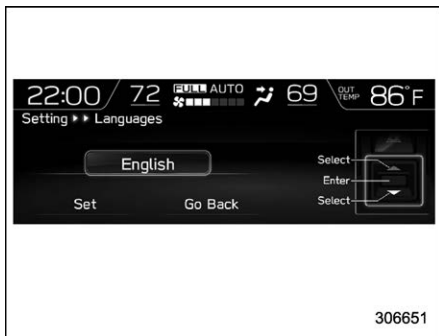 22:00 72 FULL AUTO 69 OUT TEMP 86°F
Setting ▸▸ Languages
English
Select
Enter
Set Go Back Select
306651